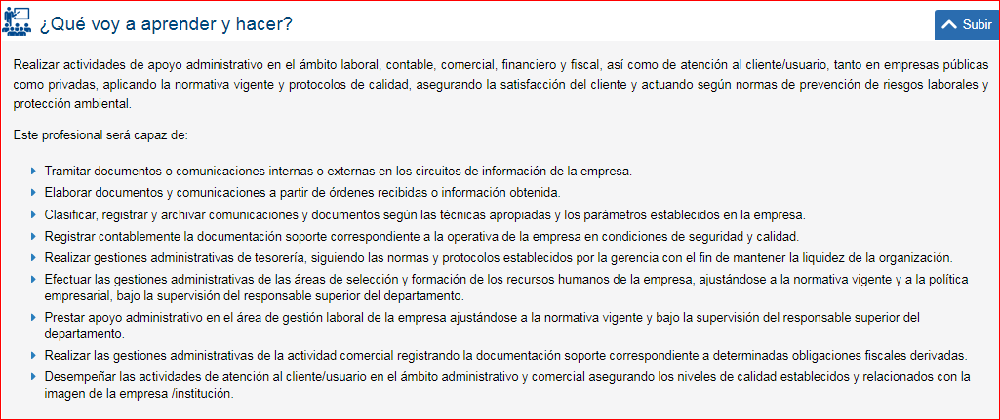 ¿Qué voy a aprender y hacer?
Subir
Realizar actividades de apoyo administrativo en el ámbito laboral, contable, comercial, financiero y fiscal, así como de atención al cliente/usuario, tanto en empresas públicas
como privadas, aplicando la normativa vigente y protocolos de calidad, asegurando la satisfacción del cliente y actuando según normas de prevención de riesgos laborales y
protección ambiental.
Este profesional será capaz de:
Tramitar documentos o comunicaciones internas o externas en los circuitos de información de la empresa.
Elaborar documentos y comunicaciones a partir de órdenes recibidas o información obtenida.
Clasificar, registrar y archivar comunicaciones y documentos según las técnicas apropiadas y los parámetros establecidos en la empresa.
Registrar contablemente la documentación soporte correspondiente a la operativa de la empresa en condiciones de seguridad y calidad.
Realizar gestiones administrativas de tesorería, siguiendo las normas y protocolos establecidos por la gerencia con el fin de mantener la liquidez de la organización.
Efectuar las gestiones administrativas de las áreas de selección y formación de los recursos humanos de la empresa, ajustándose a la normativa vigente y a la política
empresarial, bajo la supervisión del responsable superior del departamento.
Prestar apoyo administrativo en el área de gestión laboral de la empresa ajustándose a la normativa vigente y bajo la supervisión del responsable superior del
departamento.
Realizar las gestiones administrativas de la actividad comercial registrando la documentación soporte correspondiente a determinadas obligaciones fiscales derivadas.
Desempeñar las actividades de atención al cliente/usuario en el ámbito administrativo y comercial asegurando los niveles de calidad establecidos y relacionados con la
imagen de la empresa /institución.